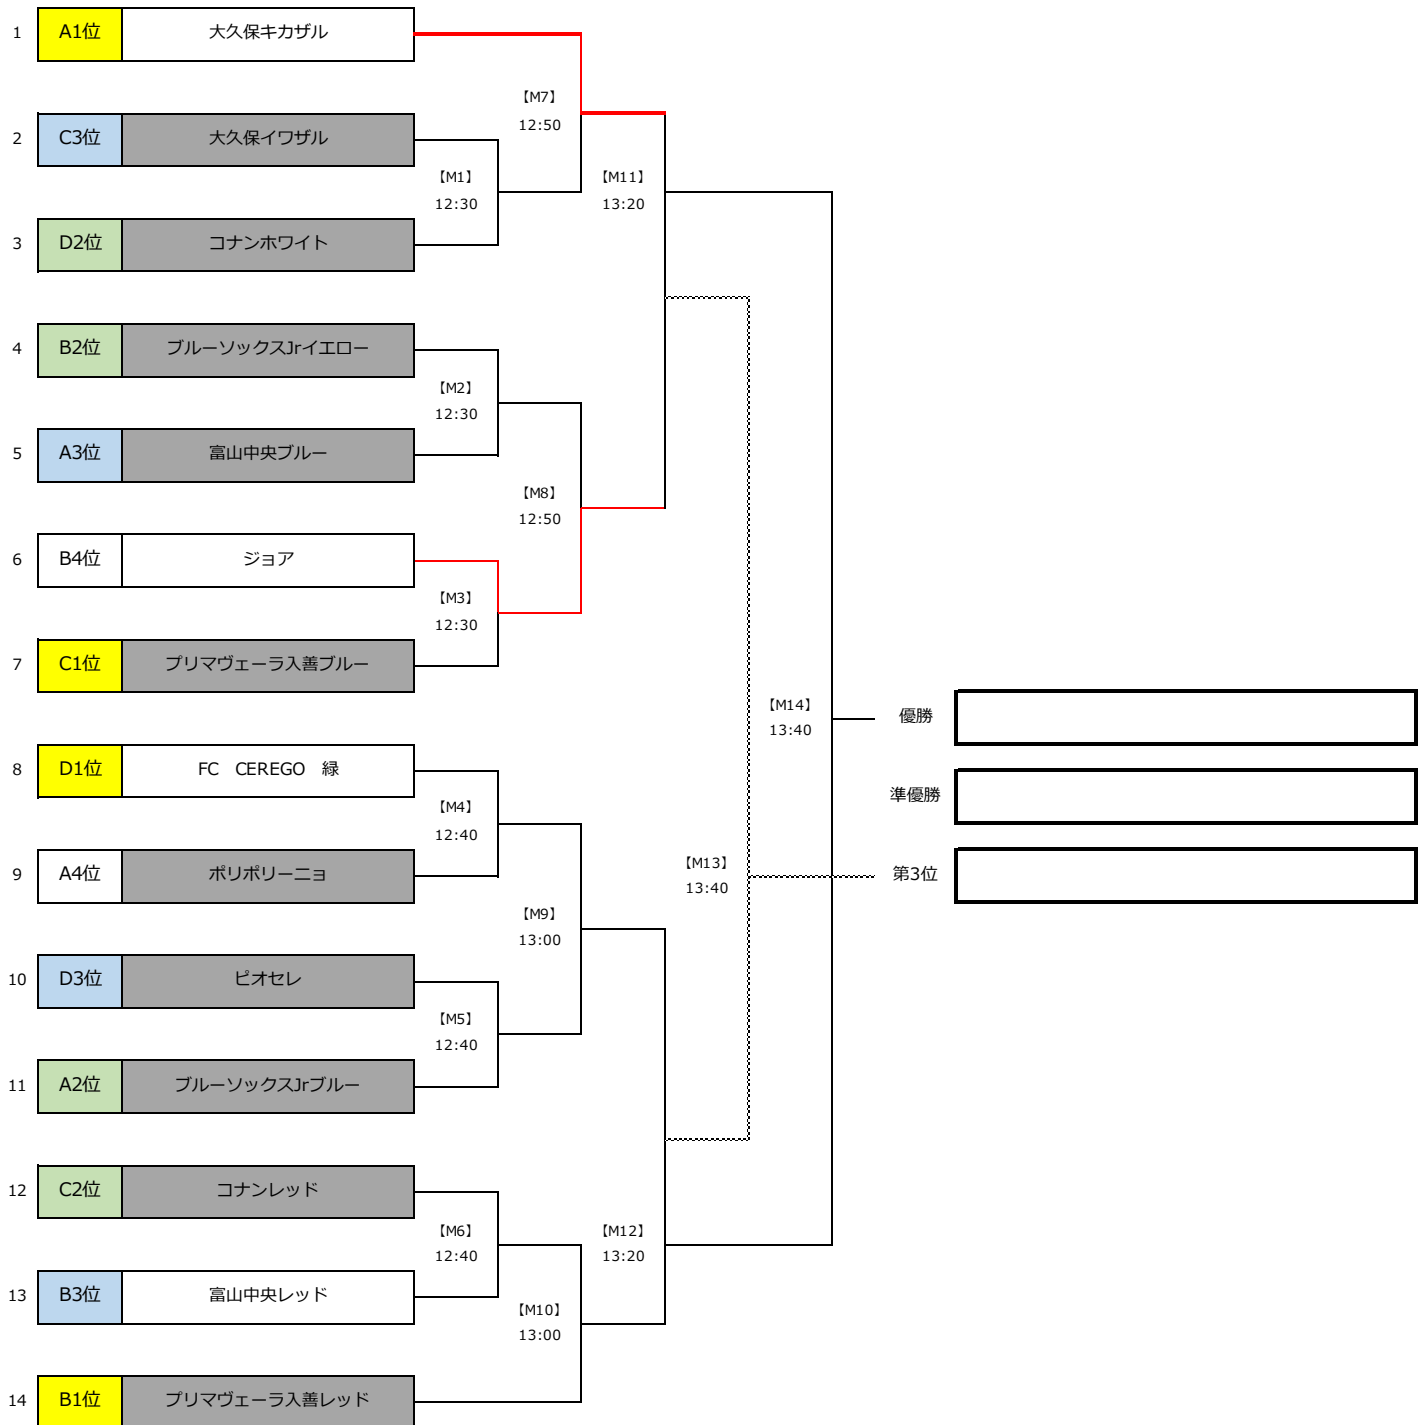 1 A1位 大久保キカザル
【M7】
12:50
2 C3位 大久保イワザル
【M1】
12:30
【M11】
13:20
3 D2位 コナンホワイト
4 B2位 ブルーソックスJrイエロー
【M2】
12:30
5 A3位 富山中央ブルー
【M8】
12:50
6 B4位 ジョア
【M3】
12:30
7 C1位 プリマヴェーラ入善ブルー
【M14】
13:40
優勝
8 D1位 FC CEREGO 緑
準優勝
【M4】
12:40
9 A4位 ポリポリーニョ
【M13】
13:40
第3位
【M9】
13:00
10 D3位 ピオセレ
【M5】
12:40
11 A2位 ブルーソックスJrブルー
12 C2位 コナンレッド
【M6】
12:40
【M12】
13:20
13 B3位 富山中央レッド
【M10】
13:00
14 B1位 プリマヴェーラ入善レッド